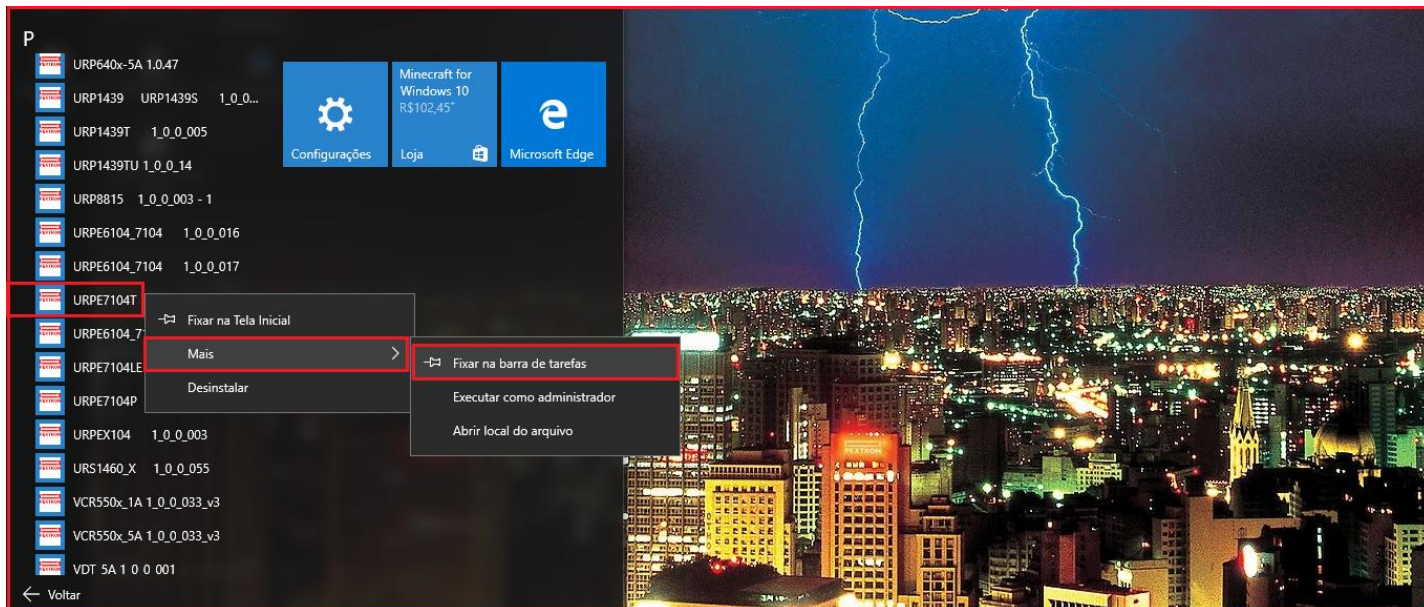 P
URP640x-5A 1.0.47
URP1439 URP1439S 1_0_0...
URP1439T 1_0_0_005
URP1439TU 1_0_0_14
URP8815 1_0_0_003 - 1
URPE6104_7104 1_0_0_016
URPE6104_7104 1_0_0_017
URPE7104T
URPE6104_7
URPE7104LE
URPE7104P
URPEX104 1_0_0_003
URS1460_X 1_0_0_055
VCR550x_1A 1_0_0_033_v3
VCR550x_5A 1_0_0_033_v3
VDT 5A 1 0 0 001
Voltar
Configurações
Minecraft for
Windows 10
R$102,45*
Loja
Microsoft Edge
Fixar na Tela Inicial
Mais
Desinstalar
Fixar na barra de tarefas
Executar como administrador
Abrir local do arquivo
PEXTRON